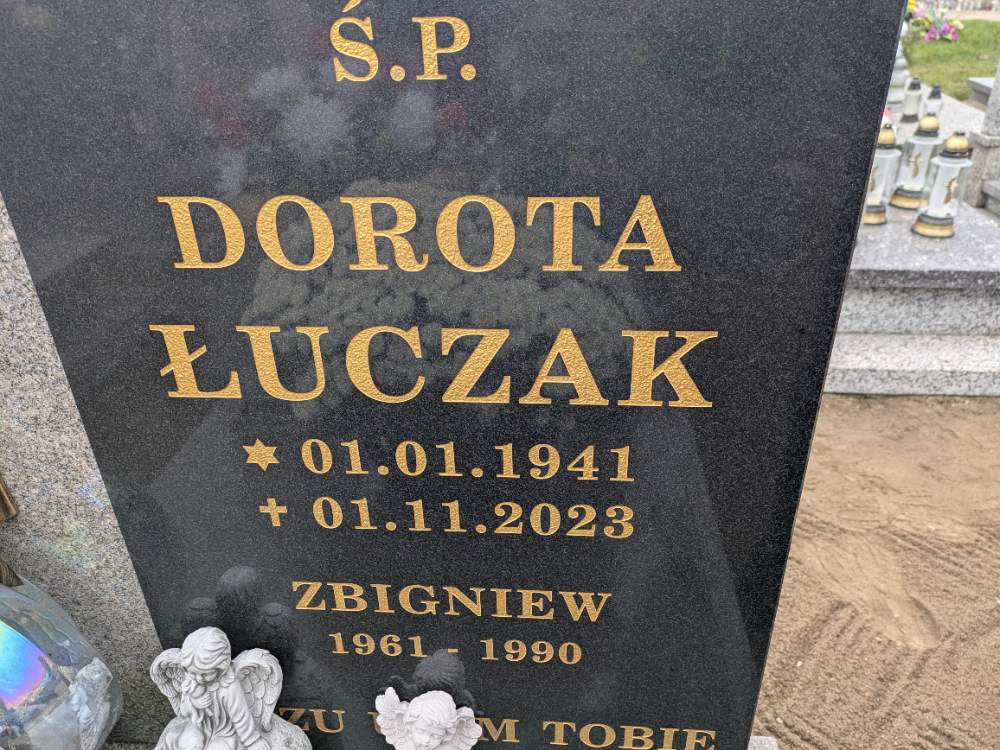 Ś.P.
DOROTA
ŁUCZAK
✶ 01.01.1941
✝ 01.11.2023
ZBIGNIEW
1961 - 1990
TOBIE